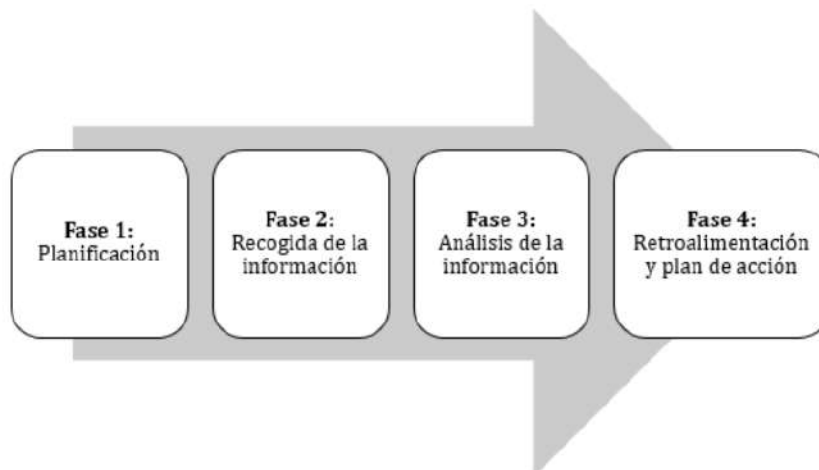 Fase 1:
Planificación
Fase 2:
Recogida de la
información
Fase 3:
Análisis de la
información
Fase 4:
Retroalimentación
y plan de acción